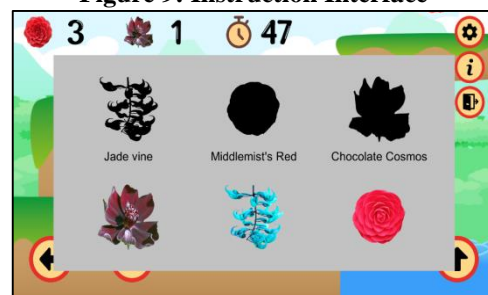 Figure 9: Instruction Interface
3 1 47
i
Jade vine Middlemist's Red Chocolate Cosmos